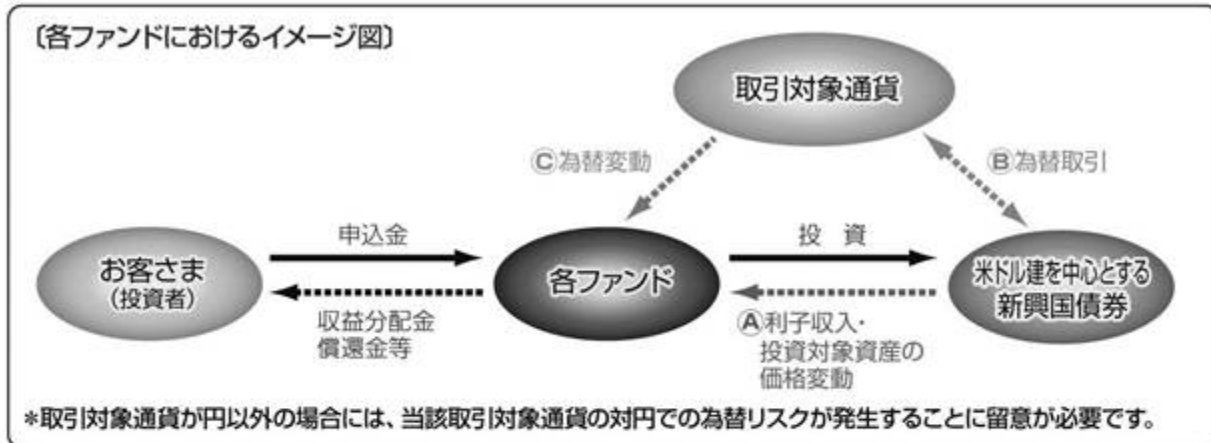 〔各ファンドにおけるイメージ図〕
取引対象通貨
Ⓒ為替変動
Ⓑ為替取引
申込金
投 資
お客さま
(投資者)
各ファンド
米ドル建を中心とする
新興国債券
収益分配金
償還金等
Ⓐ利子収入・
投資対象資産の
価格変動
*取引対象通貨が円以外の場合には、当該取引対象通貨の対円での為替リスクが発生することに留意が必要です。